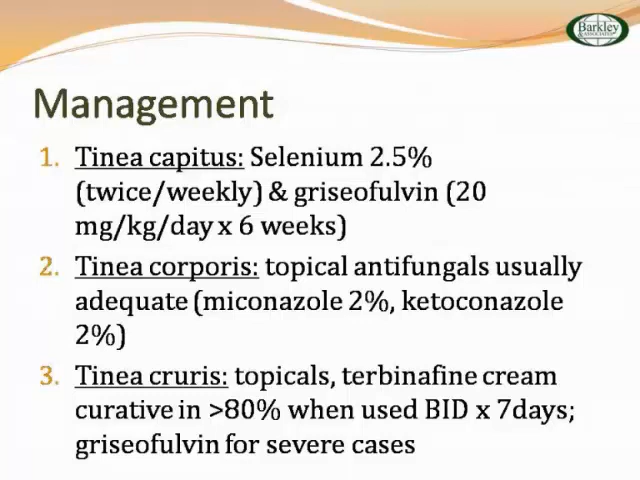 Barkley
& ASSOCIATES
Management
1. Tinea capitus: Selenium 2.5%
(twice/weekly) & griseofulvin (20
mg/kg/day x 6 weeks)
2. Tinea corporis: topical antifungals usually
adequate (miconazole 2%, ketoconazole
2%)
3. Tinea cruris: topicals, terbinafine cream
curative in >80% when used BID x 7days;
griseofulvin for severe cases